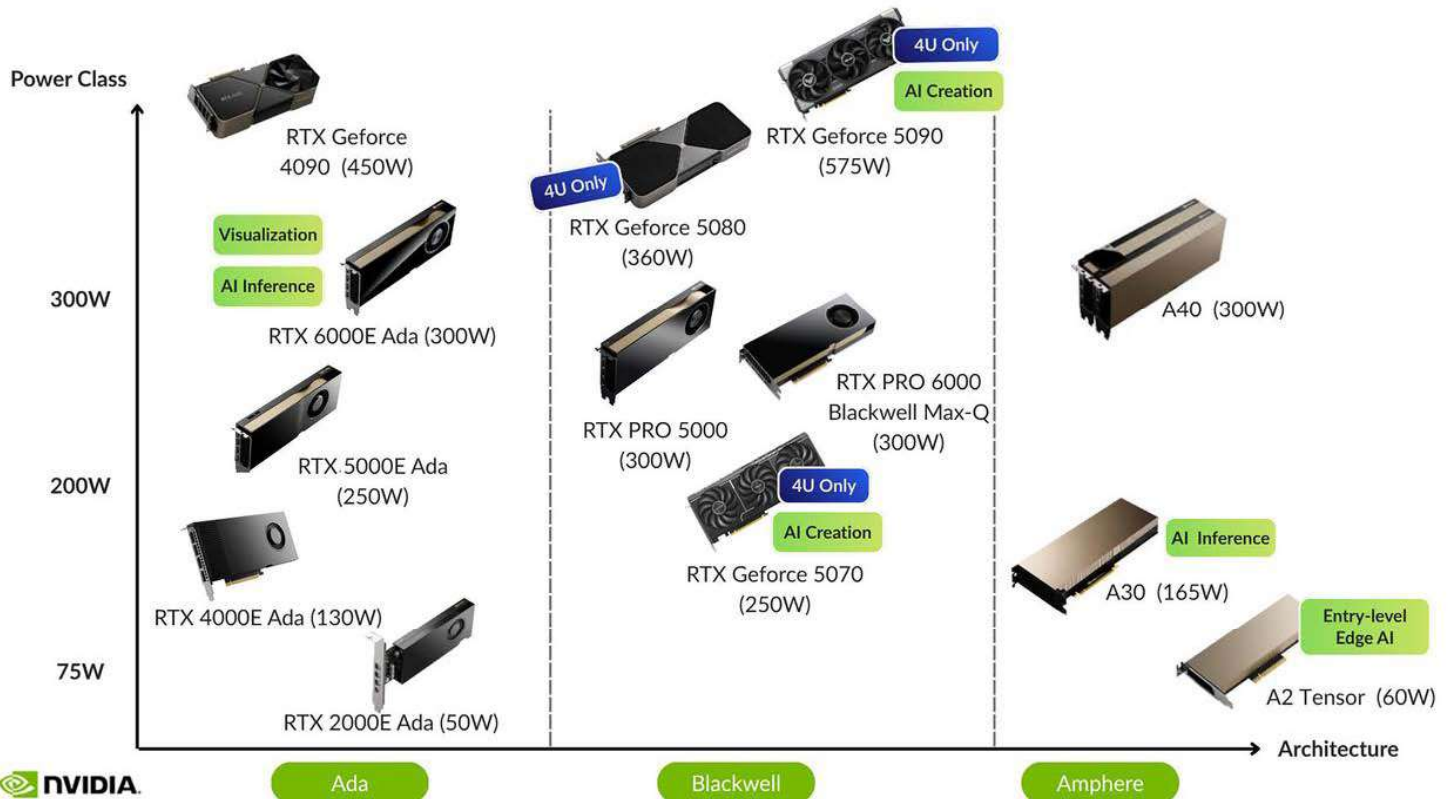 Power Class
300W
200W
75W
RTX Geforce
4090 (450W)
Visualization
AI Inference
RTX 6000E Ada (300W)
RTX 5000E Ada
(250W)
RTX 4000E Ada (130W)
RTX 2000E Ada (50W)
4U Only
AI Creation
RTX Geforce 5090
(575W)
4U Only
RTX Geforce 5080
(360W)
RTX PRO 5000
(300W)
RTX PRO 6000
Blackwell Max-Q
(300W)
4U Only
AI Creation
RTX Geforce 5070
(250W)
A40 (300W)
AI Inference
A30 (165W)
Entry-level
Edge AI
A2 Tensor (60W)
Architecture
NVIDIA.
Ada
Blackwell
Amphere